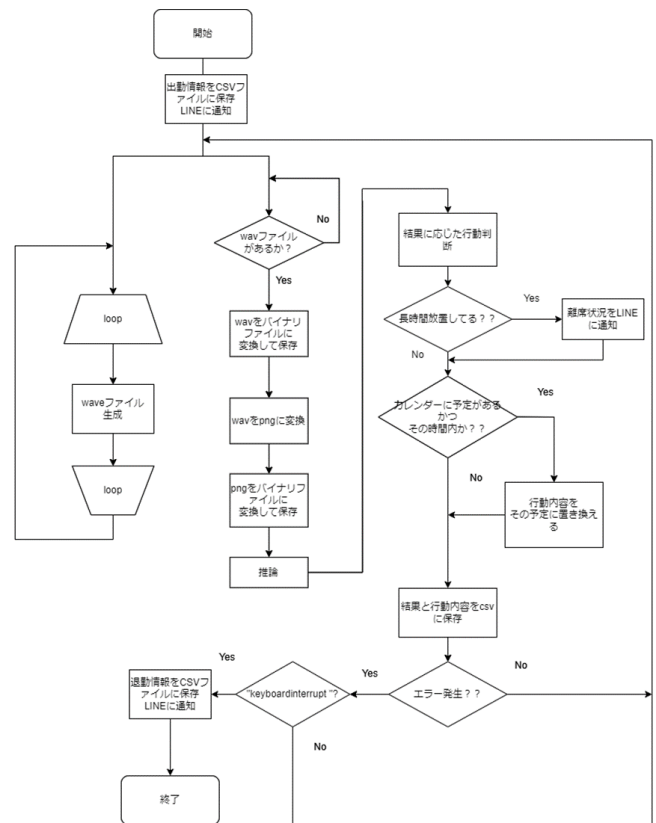 開始
出勤情報をCSVフ
ァイルに保存
LINEに通知
loop
waveファイル
生成
loop
wavファイル
があるか？
No
Yes
wavをバイナリ
ファイルに
変換して保存
wavをpngに変換
pngをバイナリフ
ァイルに
変換して保存
推論
結果に応じた行動判
断
長時間放置してる？？
Yes
離席状況をLINE
に通知
No
カレンダーに予定がある
かつ
その時間内か？？
Yes
行動内容を
その予定に置き換え
る
No
結果と行動内容をcsv
に保存
エラー発生？？
No
Yes
"keyboardinterrupt "?
Yes
No
退勤情報をCSVフ
ァイルに保存
LINEに通知
終了